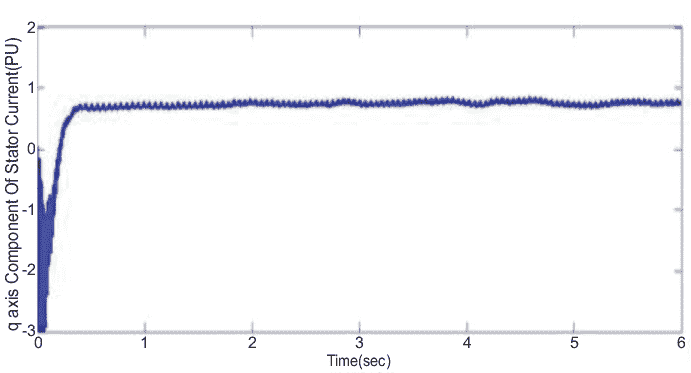 q axis Component Of Stator Current(PU)
2
1
0
-1
-2
-3
0 1 2 3 4 5 6
Time(sec)